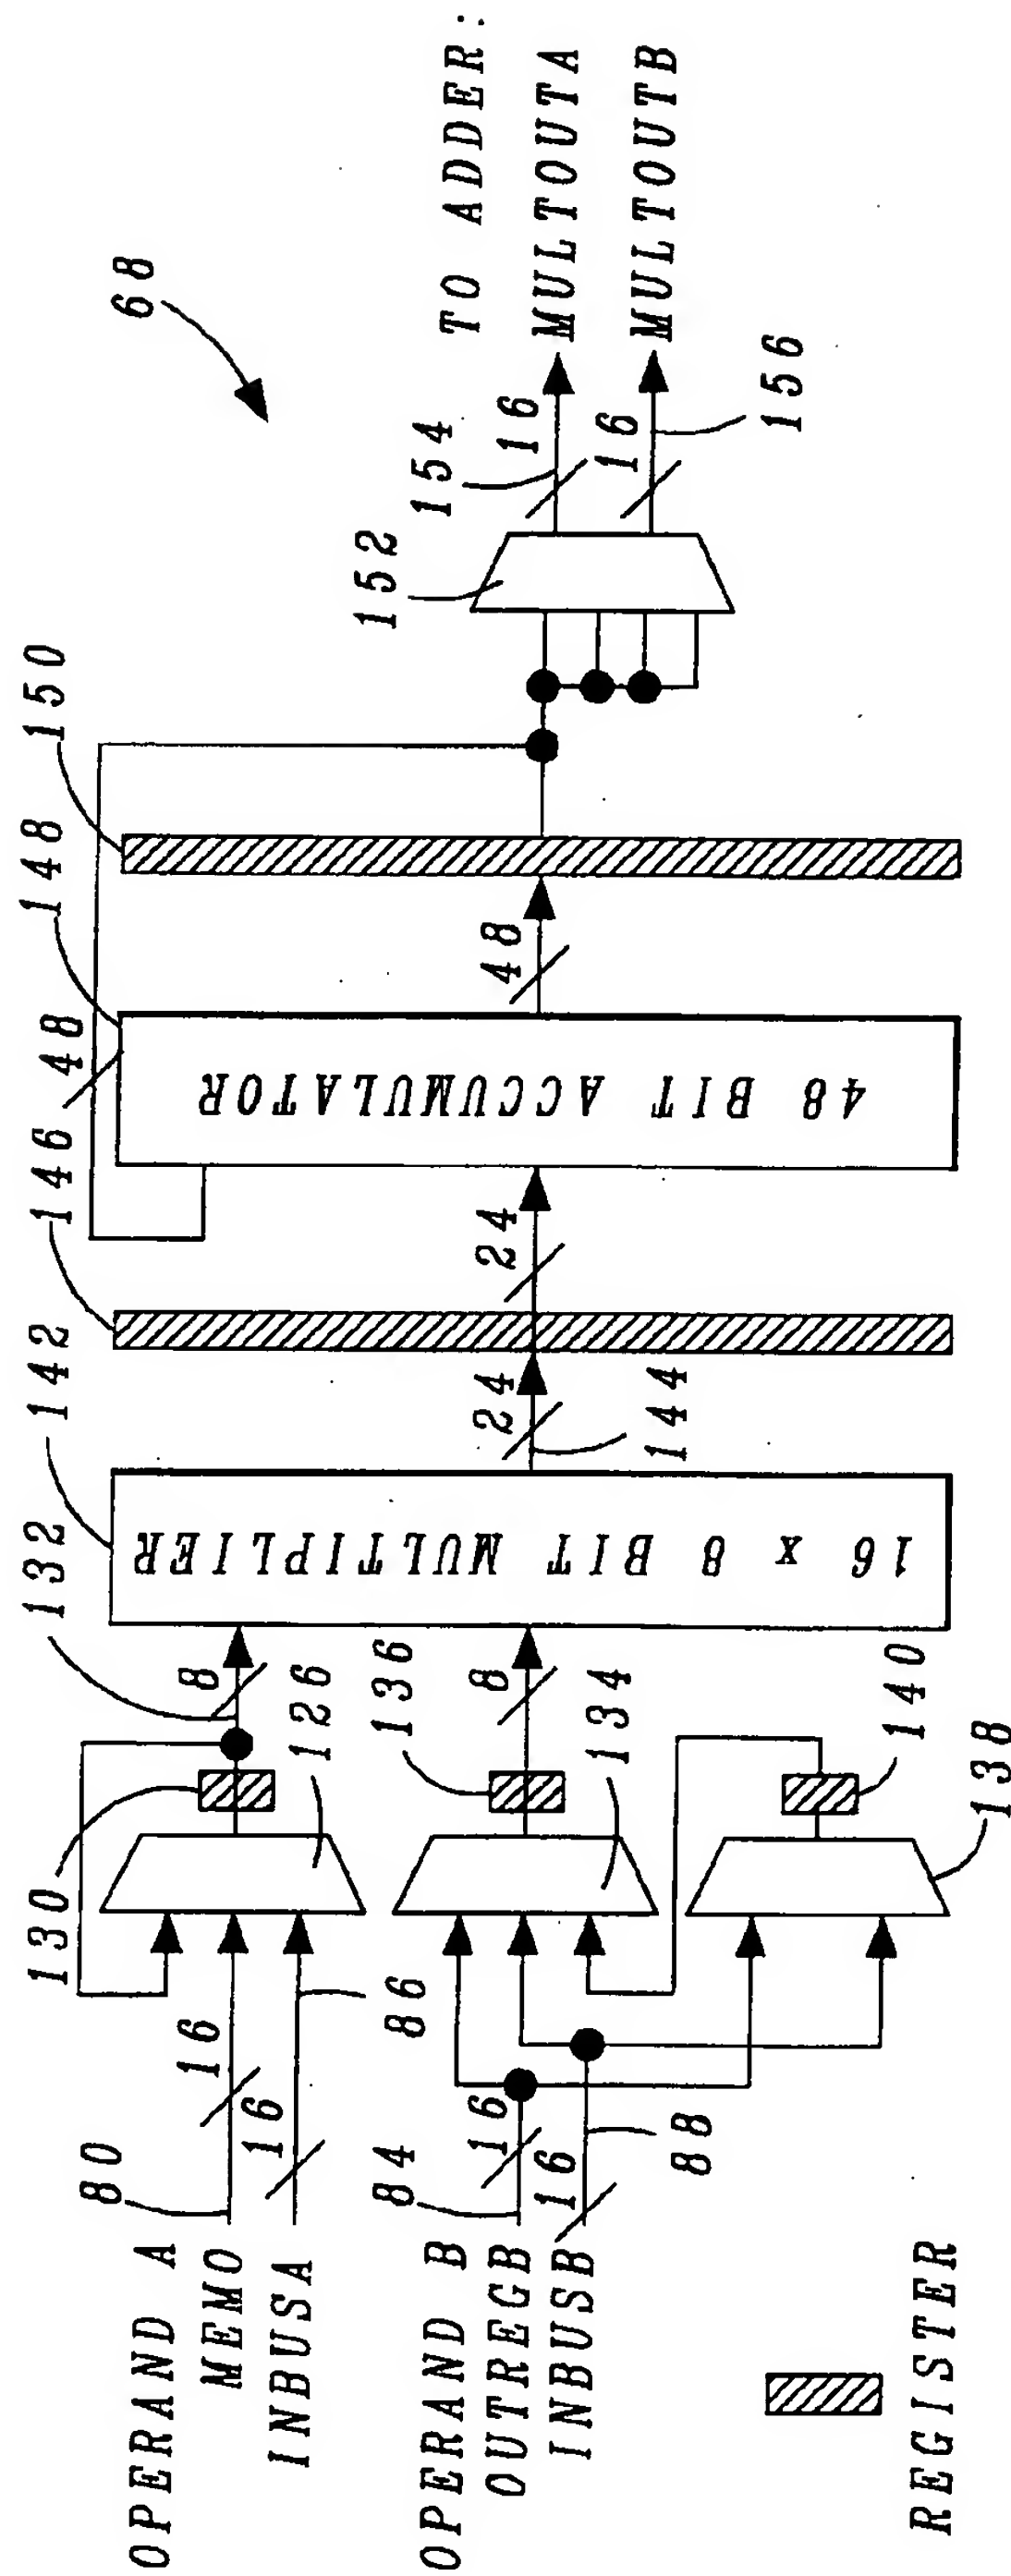 68
TO ADDER:
MULTOUTA
MULTOUTB
154
16
16
156
152
150
148
48
48
48 BIT ACCUMULATOR
146
24
24
144
142
16 x 8 BIT MULTIPLIER
132
8
126
130
136
8
134
140
138
80
16
16
86
OPERAND A
MEMO
INBUSA
84
16
16
88
OPERAND B
OUTREGB
INBUSB
REGISTER